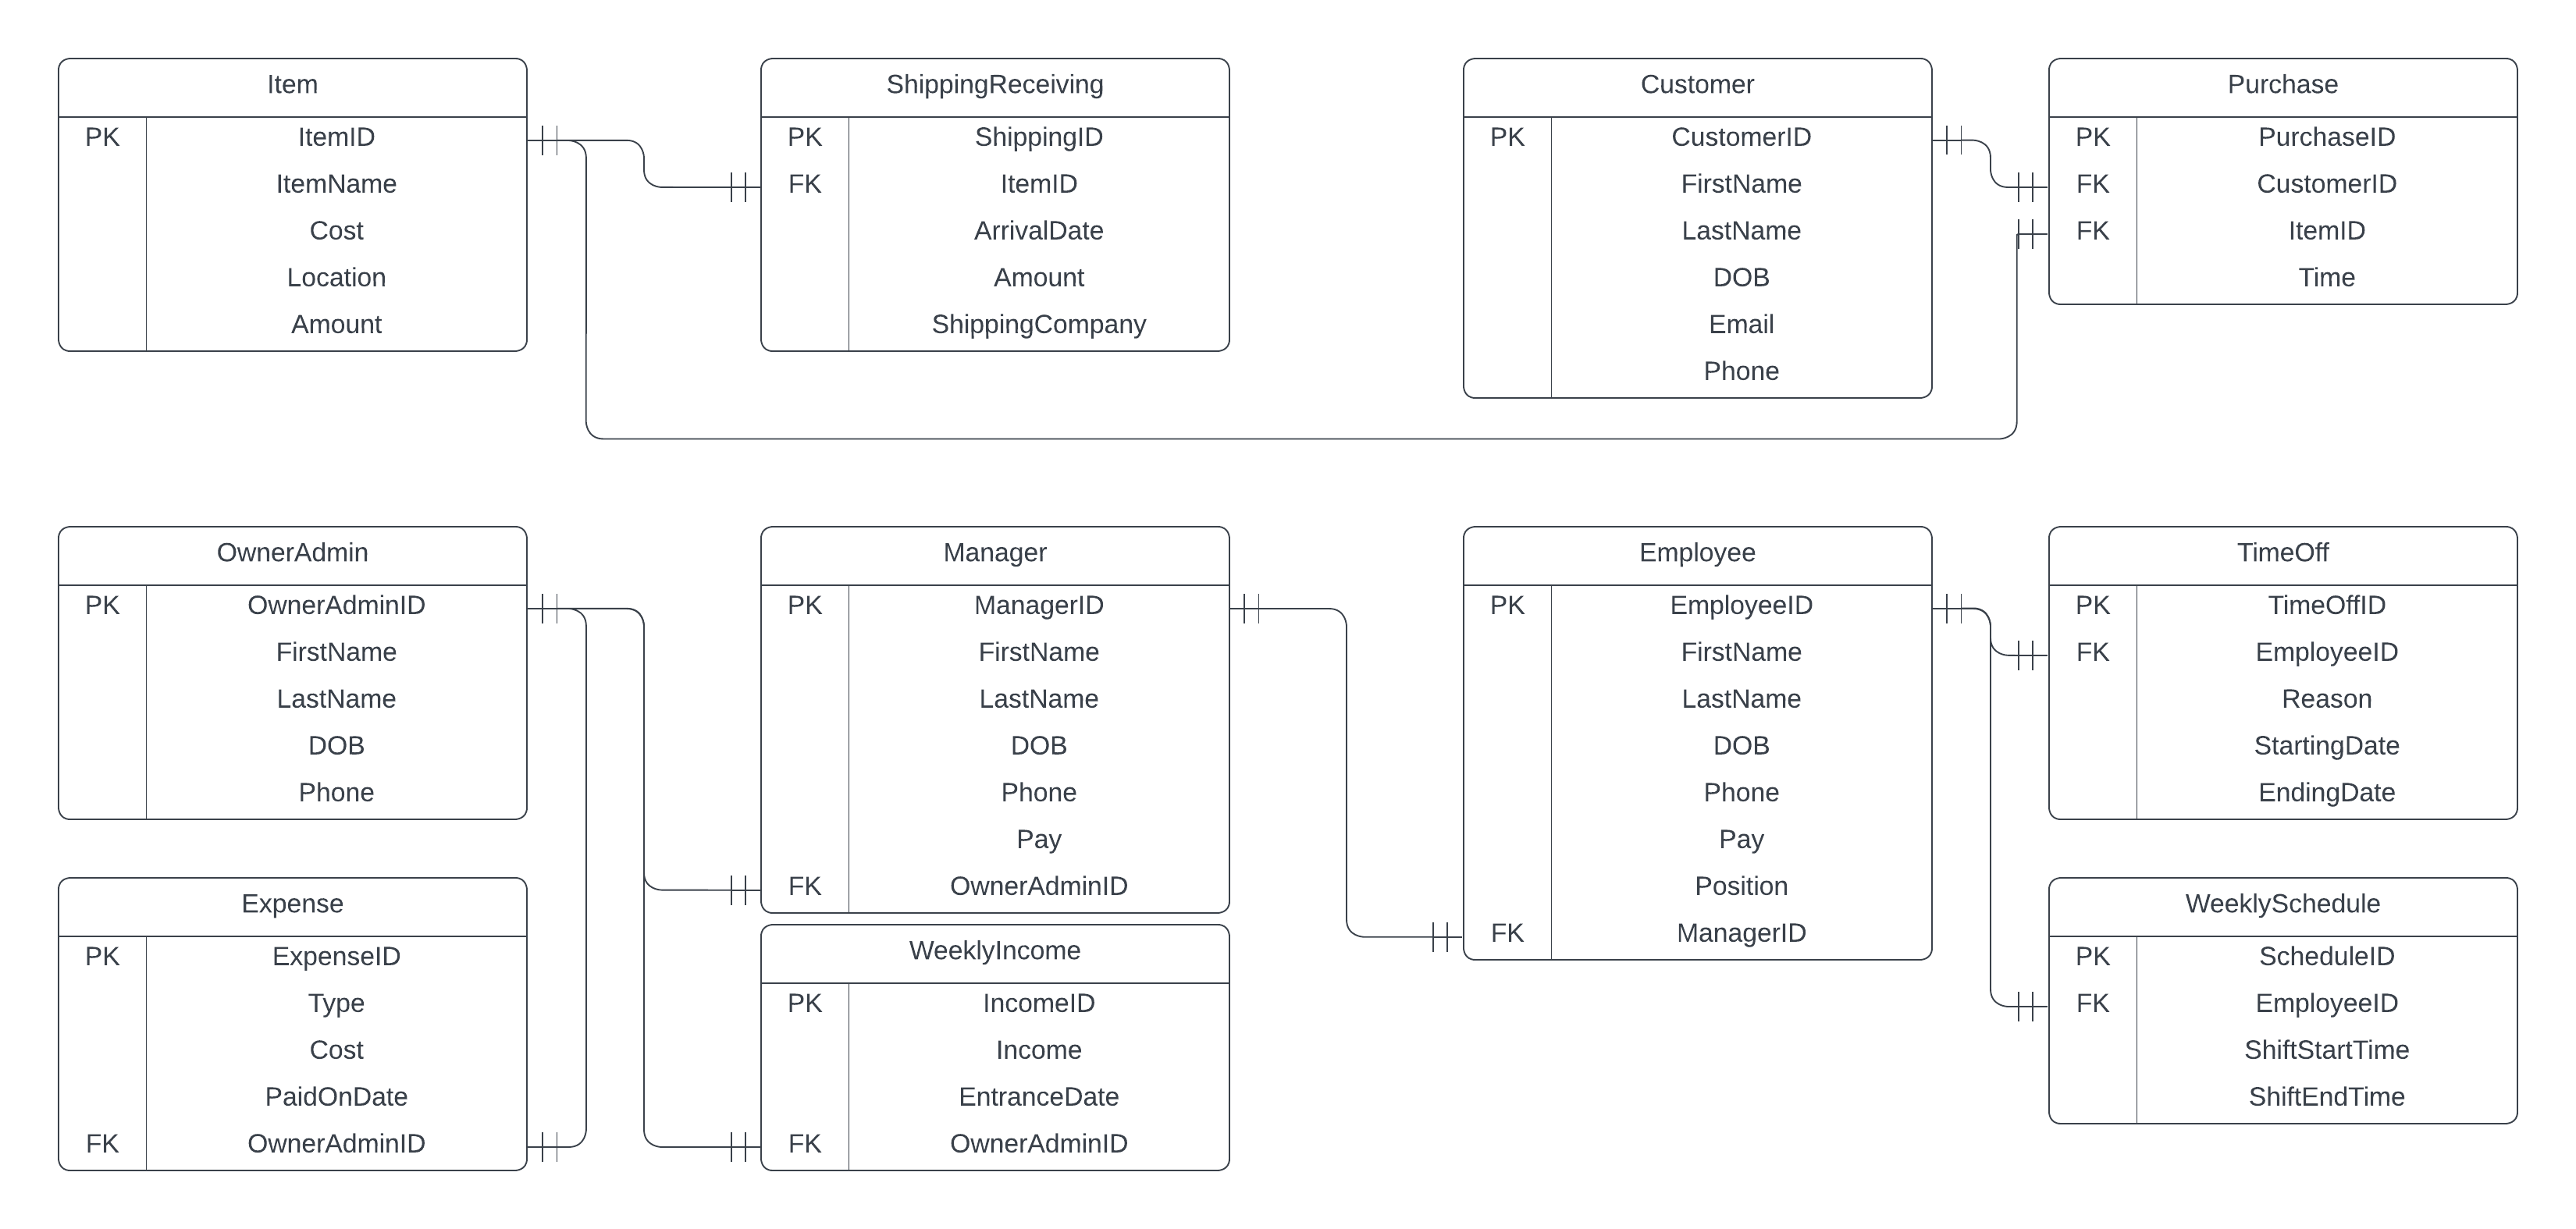 Item
PK ItemID
ItemName
Cost
Location
Amount
ShippingReceiving
PK ShippingID
FK ItemID
ArrivalDate
Amount
ShippingCompany
Customer
PK CustomerID
FirstName
LastName
DOB
Email
Phone
Purchase
PK PurchaseID
FK CustomerID
FK ItemID
Time
OwnerAdmin
PK OwnerAdminID
FirstName
LastName
DOB
Phone
Manager
PK ManagerID
FirstName
LastName
DOB
Phone
Pay
FK OwnerAdminID
Employee
PK EmployeeID
FirstName
LastName
DOB
Phone
Pay
Position
FK ManagerID
TimeOff
PK TimeOffID
FK EmployeeID
Reason
StartingDate
EndingDate
Expense
PK ExpenseID
Type
Cost
PaidOnDate
FK OwnerAdminID
WeeklyIncome
PK IncomeID
Income
EntranceDate
FK OwnerAdminID
WeeklySchedule
PK ScheduleID
FK EmployeeID
ShiftStartTime
ShiftEndTime